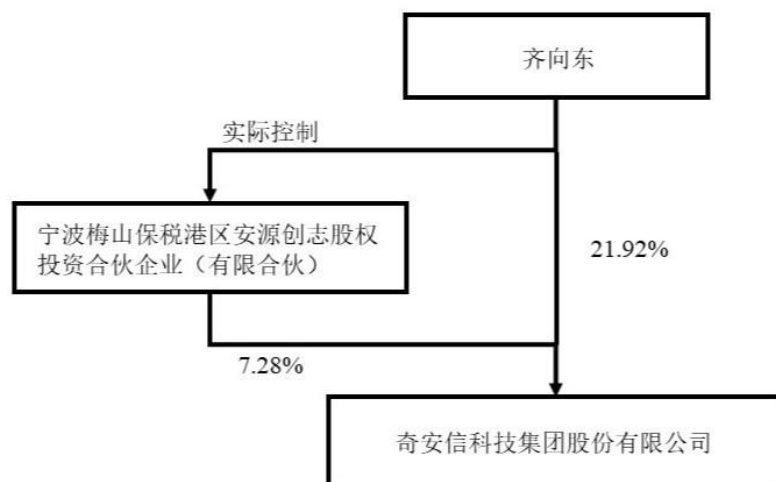 齐向东
实际控制
宁波梅山保税港区安源创志股权
投资合伙企业（有限合伙）
21.92%
7.28%
奇安信科技集团股份有限公司